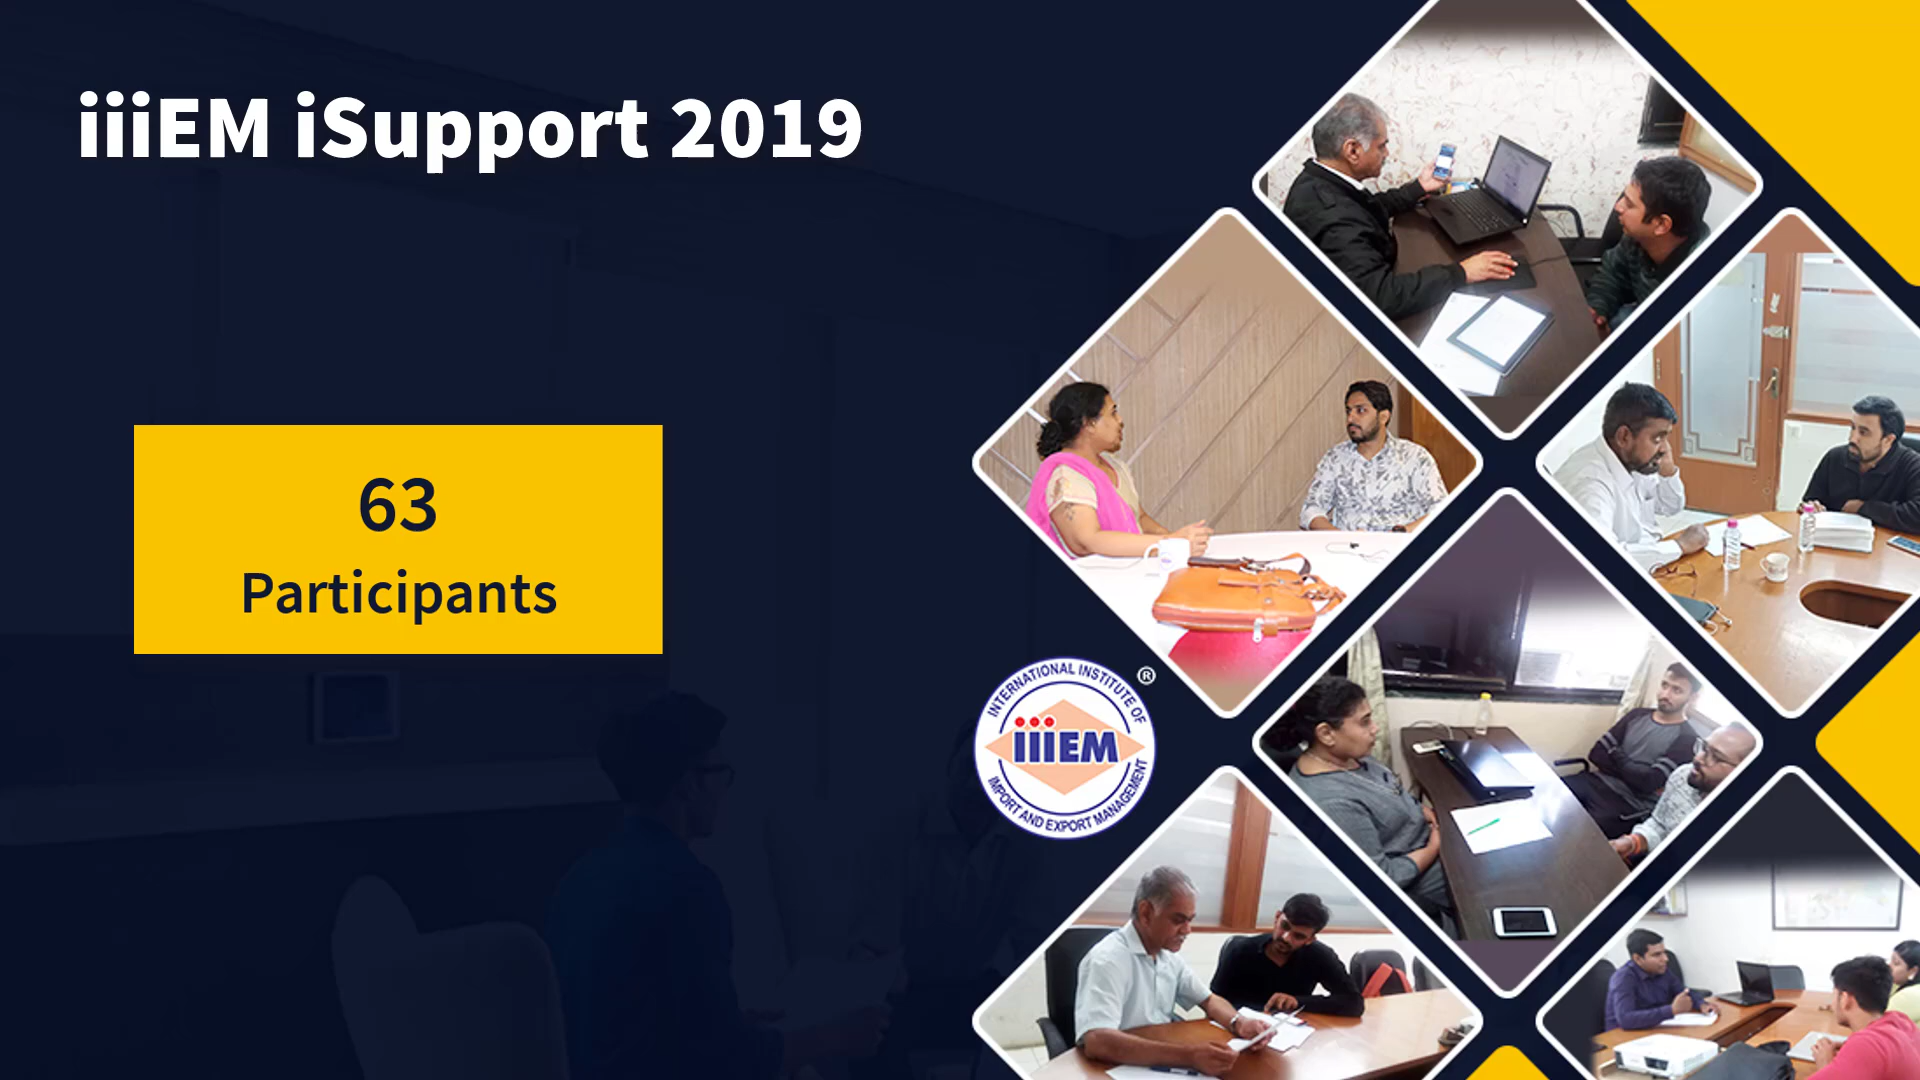 iiiEM iSupport 2019
63
Participants
®
INTERNATIONAL INSTITUTE OF
iiiEM
IMPORT AND EXPORT MANAGEMENT